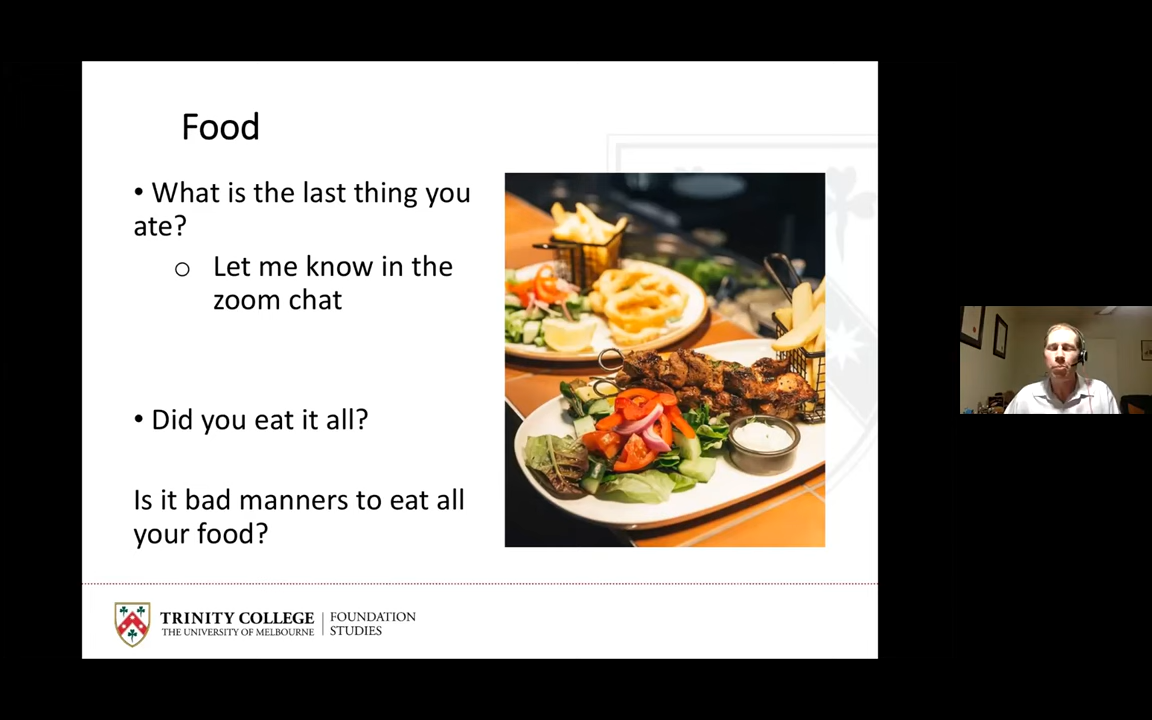 Food
• What is the last thing you
ate?
o Let me know in the
zoom chat
• Did you eat it all?
Is it bad manners to eat all
your food?
TRINITY COLLEGE
THE UNIVERSITY OF MELBOURNE
FOUNDATION
STUDIES